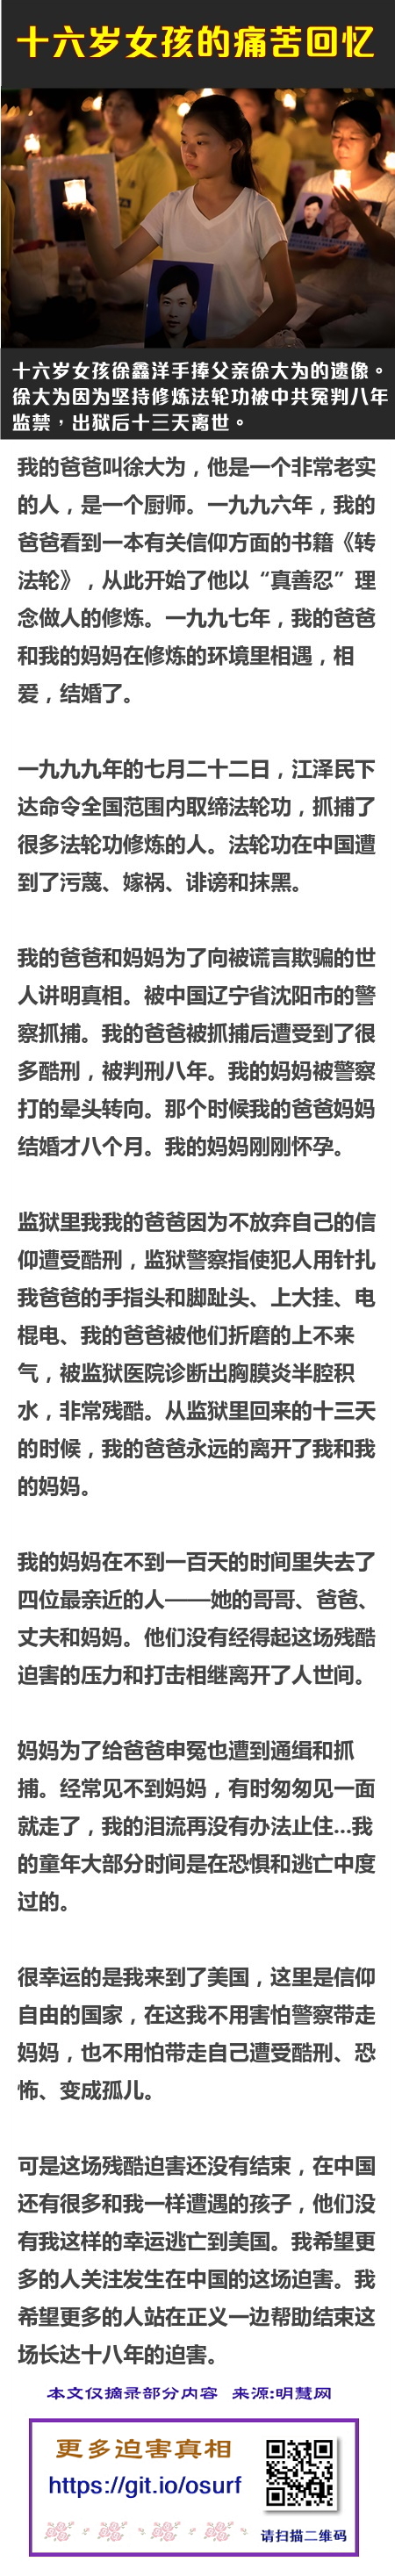 十六岁女孩的痛苦回忆
十六岁女孩徐鑫洋手捧父亲徐大为的遗像。
徐大为因为坚持修炼法轮功被中共冤判八年
监禁，出狱后十三天离世。
我的爸爸叫徐大为，他是一个非常老实
的人，是一个厨师。一九九六年，我的
爸爸看到一本有关信仰方面的书籍《转
法轮》，从此开始了他以“真善忍”理
念做人的修炼。一九九七年，我的爸爸
和我的妈妈在修炼的环境里相遇，相
爱，结婚了。
一九九九年的七月二十二日，江泽民下
达命令全国范围内取缔法轮功，抓捕了
很多法轮功修炼的人。法轮功在中国遭
到了污蔑、嫁祸、诽谤和抹黑。
我的爸爸和妈妈为了向被谎言欺骗的世
人讲明真相。被中国辽宁省沈阳市的警
察抓捕。我的爸爸被抓捕后遭受到了很
多酷刑，被判刑八年。我的妈妈被警察
打的晕头转向。那个时候我的爸爸妈妈
结婚才八个月。我的妈妈刚刚怀孕。
监狱里我我的爸爸因为不放弃自己的信
仰遭受酷刑，监狱警察指使犯人用针扎
我爸爸的手指头和脚趾头、上大挂、电
棍电、我的爸爸被他们折磨的上不来
气，被监狱医院诊断出胸膜炎半腔积
水，非常残酷。从监狱里回来的十三天
的时候，我的爸爸永远的离开了我和我
的妈妈。
我的妈妈在不到一百天的时间里失去了
四位最亲近的人——她的哥哥、爸爸、
丈夫和妈妈。他们没有经得起这场残酷
迫害的压力和打击相继离开了人世间。
妈妈为了给爸爸申冤也遭到通缉和抓
捕。经常见不到妈妈，有时匆匆见一面
就走了，我的泪流再没有办法止住...我
的童年大部分时间是在恐惧和逃亡中度
过的。
很幸运的是我来到了美国，这里是信仰
自由的国家，在这我不用害怕警察带走
妈妈，也不用怕带走自己遭受酷刑、恐
怖、变成孤儿。
可是这场残酷迫害还没有结束，在中国
还有很多和我一样遭遇的孩子，他们没
有我这样的幸运逃亡到美国。我希望更
多的人关注发生在中国的这场迫害。我
希望更多的人站在正义一边帮助结束这
场长达十八年的迫害。
本文仅摘录部分内容 来源:明慧网
更多迫害真相
https://git.io/osurf
请扫描二维码